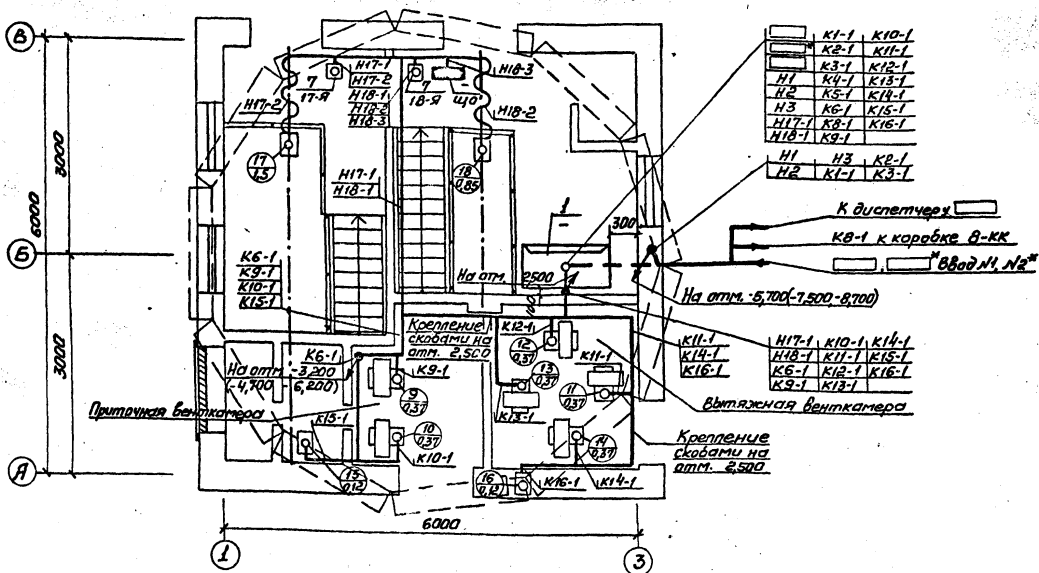 В
Б
А
1
3
3000
3000
6000
6000
К1-1 К10-1
К2-1 К11-1
К3-1 К12-1
Н1 К4-1 К13-1
Н2 К5-1 К14-1
Н3 К6-1 К15-1
Н17-1 К8-1 К16-1
Н18-1 К9-1
Н1 Н3 К2-1
Н2 К1-1 К3-1
К диспетчеру
К8-1 к коробке 8-КК
Ввод №1, №2*
На отм. -5,700(-7,500,-8,700)
7
17-Я
Н17-1
Н17-2
Н18-1
Н18-2
Н18-3
7
18-Я
1
ЩО
Н18-3
Н17-2
Н18-2
17
1,5
18
0,85
Н17-1
Н18-1
1
300
К6-1
К9-1
К10-1
К15-1
На отм. 2500
100
Крепление
скобами на
отм. 2,500
К12-1
12
0,37
К11-1
К11-1
К14-1
К16-1
Н17-1 К10-1 К14-1
Н18-1 К11-1 К15-1
К6-1 К12-1 К16-1
К9-1 К13-1
К6-1
На отм. -3,200
(-4,700 6,200)
К9-1
9
0,37
13
0,37
11
0,37
К13-1
Вытяжная венткамера
Приточная венткамера
К15-1
10
0,37
К10-1
14
0,37
Крепление
скобами на
отм. 2,500
15
0,12
16
0,12
К16-1
К14-1